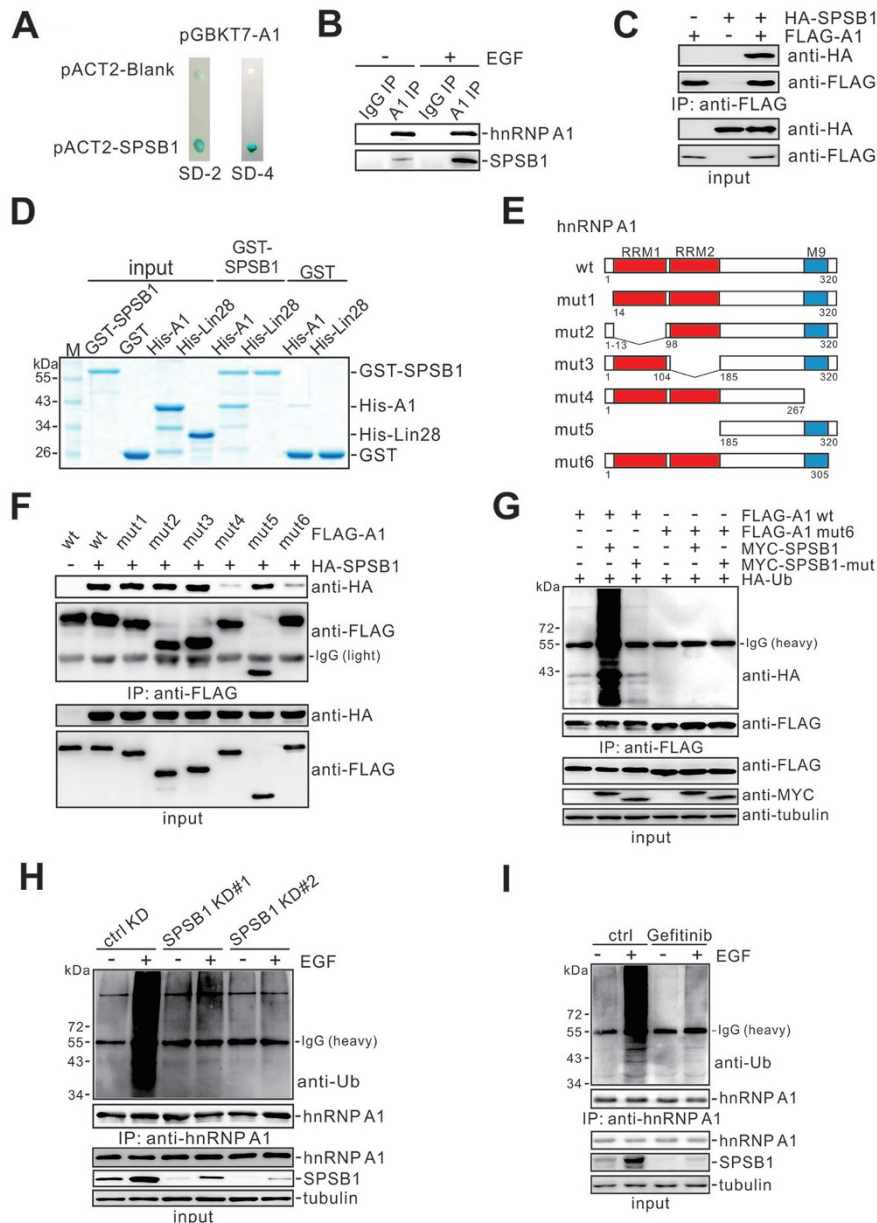 A
pGBKT7-A1
pACT2-Blank
pACT2-SPSB1
SD-2 SD-4
B
- + EGF
IgG IP A1 IP IgG IP A1 IP
hnRNP A1
SPSB1
C
- + + HA-SPSB1
+ - + FLAG-A1
anti-HA
anti-FLAG
IP: anti-FLAG
anti-HA
anti-FLAG
input
D
input GST-SPSB1 GST
M GST-SPSB1 GST His-A1 His-Lin28 His-A1 His-Lin28 His-A1 His-Lin28
kDa
55 GST-SPSB1
43 His-A1
34 His-Lin28
26 GST
E
hnRNP A1
RRM1 RRM2 M9
wt
1 320
mut1
14 320
mut2
1-13 98 320
mut3
1 104 185 320
mut4
1 267
mut5
185 320
mut6
1 305
F
wt wt mut1 mut2 mut3 mut4 mut5 mut6 FLAG-A1
- + + + + + + + HA-SPSB1
anti-HA
anti-FLAG
IgG (light)
IP: anti-FLAG
anti-HA
anti-FLAG
input
G
+ + + - - - FLAG-A1 wt
- - - + + + FLAG-A1 mut6
- + - - + - MYC-SPSB1
- - + - - + MYC-SPSB1-mut
+ + + + + + HA-Ub
kDa
72-
55- -IgG (heavy)
43-
anti-HA
anti-FLAG
IP: anti-FLAG
anti-FLAG
anti-MYC
anti-tubulin
input
H
ctrl KD SPSB1 KD#1 SPSB1 KD#2
- + - + - + EGF
kDa
72-
55- -IgG (heavy)
43-
anti-Ub
34-
-hnRNP A1
IP: anti-hnRNP A1
-hnRNP A1
-SPSB1
-tubulin
input
I
ctrl Gefitinib
- + - + EGF
kDa
72-
55- -IgG (heavy)
43-
anti-Ub
34-
-hnRNP A1
IP: anti-hnRNP A1
-hnRNP A1
-SPSB1
-tubulin
input